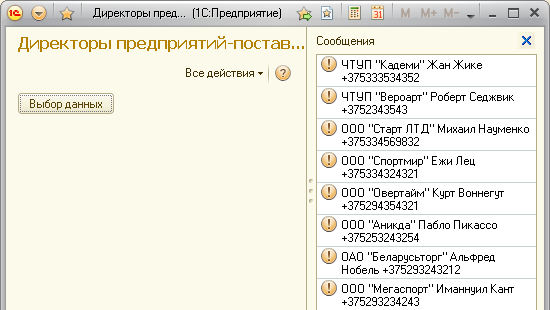 Директоры пред... (1С:Предприятие)
M M+ M-
Директоры предприятий-постав...
Все действия
?
Выбор данных
Сообщения
ЧТУП "Кадеми" Жан Жике
+375333534352
ЧТУП "Вероарт" Роберт Седжвик
+3752343543
ООО "Старт ЛТД" Михаил Науменко
+375334569832
ООО "Спортмир" Ежи Лец
+375334324321
ООО "Овертайм" Курт Воннегут
+375294354321
ООО "Аникда" Пабло Пикассо
+375253243254
ОАО "Беларусьторг" Альфред
Нобель +375293243212
ООО "Мегаспорт" Иманнуил Кант
+375293234243